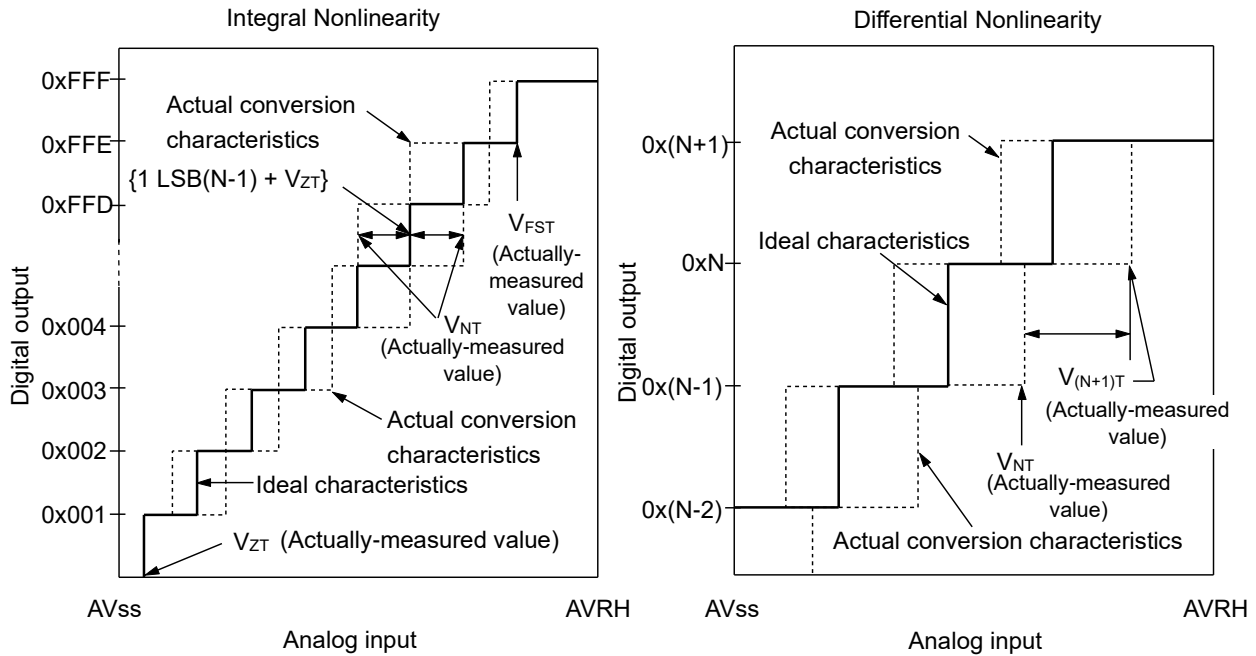 Integral Nonlinearity
0xFFF
0xFFE
0xFFD
0x004
0x003
0x002
0x001
Digital output
Actual conversion
characteristics
{1 LSB(N-1) + VZT}
VFST
(Actually-
measured
value)
VNT
(Actually-measured
value)
Actual conversion
characteristics
Ideal characteristics
VZT (Actually-measured value)
AVss
AVRH
Analog input
Differential Nonlinearity
0x(N+1)
0xN
0x(N-1)
0x(N-2)
Digital output
Actual conversion
characteristics
Ideal characteristics
V(N+1)T
(Actually-measured
value)
VNT
(Actually-measured
value)
Actual conversion characteristics
AVss
AVRH
Analog input